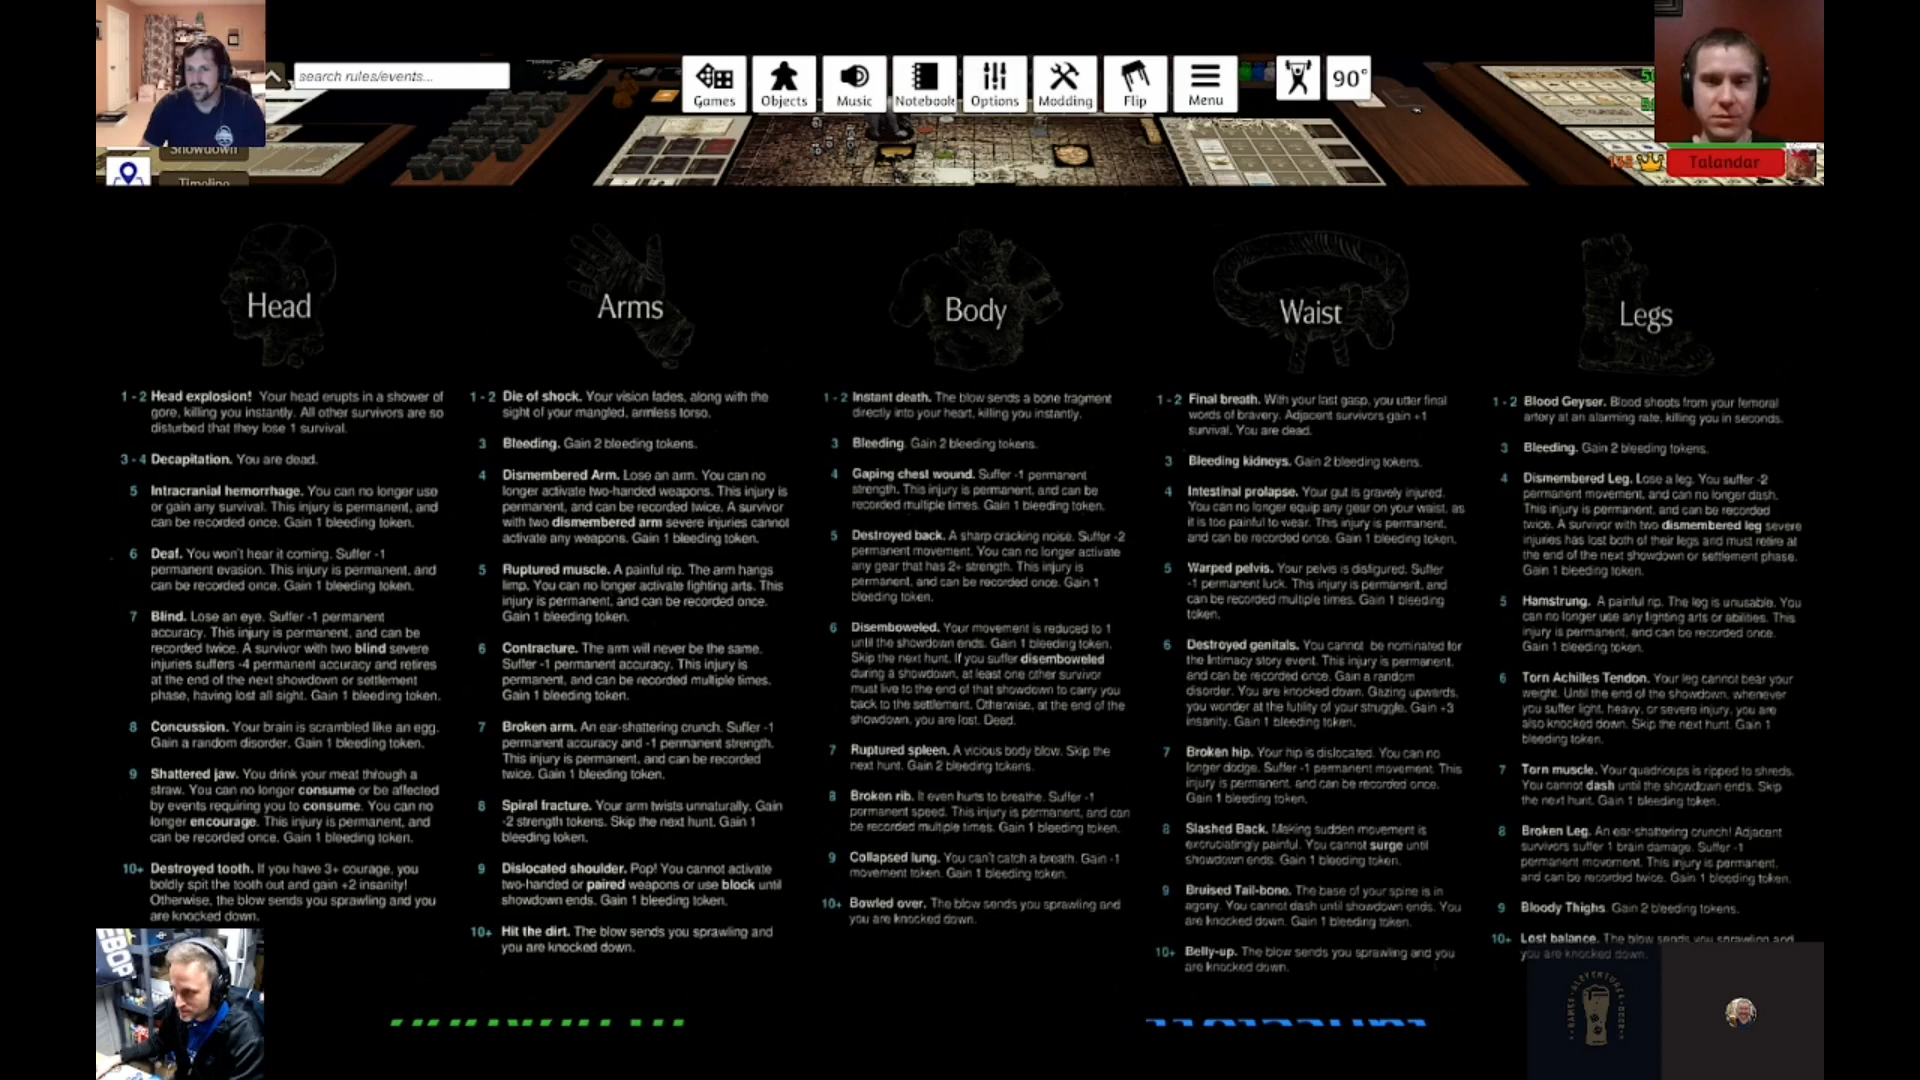 search rules/events...
Games
Objects
Music
Notebook
Options
Modding
Flip
Menu
90°
Showdown
Timeline
Talandar
Head
1 - 2 Head explosion! Your head erupts in a shower of
gore, killing you instantly. All other survivors are so
disturbed that they lose 1 survival.
3 - 4 Decapitation. You are dead.
5 Intracranial hemorrhage. You can no longer use
or gain any survival. This injury is permanent, and
can be recorded once. Gain 1 bleeding token.
6 Deaf. You won't hear it coming. Suffer -1
permanent evasion. This injury is permanent, and
can be recorded once. Gain 1 bleeding token.
7 Blind. Lose an eye. Suffer -1 permanent
accuracy. This injury is permanent, and can be
recorded twice. A survivor with two blind severe
injuries suffers -4 permanent accuracy and retires
at the end of the next showdown or settlement
phase, having lost all sight. Gain 1 bleeding token.
8 Concussion. Your brain is scrambled like an egg.
Gain a random disorder. Gain 1 bleeding token.
9 Shattered jaw. You drink your meat through a
straw. You can no longer consume or be affected
by events requiring you to consume. You can no
longer encourage. This injury is permanent, and
can be recorded once. Gain 1 bleeding token.
10+ Destroyed tooth. If you have 3+ courage, you
boldly spit the tooth out and gain +2 insanity!
Otherwise, the blow sends you sprawling and you
are knocked down.
Arms
1 - 2 Die of shock. Your vision fades, along with the
sight of your mangled, armless torso.
3 Bleeding. Gain 2 bleeding tokens.
4 Dismembered Arm. Lose an arm. You can no
longer activate two-handed weapons. This injury is
permanent, and can be recorded twice. A survivor
with two dismembered arm severe injuries cannot
activate any weapons. Gain 1 bleeding token.
5 Ruptured muscle. A painful rip. The arm hangs
limp. You can no longer activate fighting arts. This
injury is permanent, and can be recorded once.
Gain 1 bleeding token.
6 Contracture. The arm will never be the same.
Suffer -1 permanent accuracy. This injury is
permanent, and can be recorded multiple times.
Gain 1 bleeding token.
7 Broken arm. An ear-shattering crunch. Suffer -1
permanent accuracy and -1 permanent strength.
This injury is permanent, and can be recorded
twice. Gain 1 bleeding token.
8 Spiral fracture. Your arm twists unnaturally. Gain
-2 strength tokens. Skip the next hunt. Gain 1
bleeding token.
9 Dislocated shoulder. Pop! You cannot activate
two-handed or paired weapons or use block until
showdown ends. Gain 1 bleeding token.
10+ Hit the dirt. The blow sends you sprawling and
you are knocked down.
Body
1 - 2 Instant death. The blow sends a bone fragment
directly into your heart, killing you instantly.
3 Bleeding. Gain 2 bleeding tokens.
4 Gaping chest wound. Suffer -1 permanent
strength. This injury is permanent, and can be
recorded multiple times. Gain 1 bleeding token.
5 Destroyed back. A sharp cracking noise. Suffer -2
permanent movement. You can no longer activate
any gear that has 2+ strength. This injury is
permanent, and can be recorded once. Gain 1
bleeding token.
6 Disemboweled. Your movement is reduced to 1
until the showdown ends. Gain 1 bleeding token.
Skip the next hunt. If you suffer disemboweled
during a showdown, at least one other survivor
must live to the end of that showdown to carry you
back to the settlement. Otherwise, at the end of the
showdown, you are lost. Dead.
7 Ruptured spleen. A vicious body blow. Skip the
next hunt. Gain 2 bleeding tokens.
8 Broken rib. It even hurts to breathe. Suffer -1
permanent speed. This injury is permanent, and can
be recorded multiple times. Gain 1 bleeding token.
9 Collapsed lung. You can't catch a breath. Gain -1
movement token. Gain 1 bleeding token.
10+ Bowled over. The blow sends you sprawling and
you are knocked down.
Waist
1 - 2 Final breath. With your last gasp, you utter final
words of bravery. Adjacent survivors gain +1
survival. You are dead.
3 Bleeding kidneys. Gain 2 bleeding tokens.
4 Intestinal prolapse. Your gut is gravely injured.
You can no longer equip any gear on your waist, as
it is too painful to wear. This injury is permanent,
and can be recorded once. Gain 1 bleeding token.
5 Warped pelvis. Your pelvis is disfigured. Suffer
-1 permanent luck. This injury is permanent, and
can be recorded multiple times. Gain 1 bleeding
token.
6 Destroyed genitals. You cannot be nominated for
the Intimacy story event. This injury is permanent,
and can be recorded once. Gain a random
disorder. You are knocked down. Gazing upwards,
you wonder at the futility of your struggle. Gain +3
insanity. Gain 1 bleeding token.
7 Broken hip. Your hip is dislocated. You can no
longer dodge. Suffer -1 permanent movement. This
injury is permanent, and can be recorded once.
Gain 1 bleeding token.
8 Slashed Back. Making sudden movement is
excruciatingly painful. You cannot surge until
showdown ends. Gain 1 bleeding token.
9 Bruised Tail-bone. The base of your spine is in
agony. You cannot dash until showdown ends. You
are knocked down. Gain 1 bleeding token.
10+ Belly-up. The blow sends you sprawling and you
are knocked down.
Legs
1 - 2 Blood Geyser. Blood shoots from your femoral
artery at an alarming rate, killing you in seconds.
3 Bleeding. Gain 2 bleeding tokens.
4 Dismembered Leg. Lose a leg. You suffer -2
permanent movement, and can no longer dash.
This injury is permanent, and can be recorded
twice. A survivor with two dismembered leg severe
injuries has lost both of their legs and must retire at
the end of the next showdown or settlement phase.
Gain 1 bleeding token.
5 Hamstrung. A painful rip. The leg is unusable. You
can no longer use any fighting arts or abilities. This
injury is permanent, and can be recorded once.
Gain 1 bleeding token.
6 Torn Achilles Tendon. Your leg cannot bear your
weight. Until the end of the showdown, whenever
you suffer light, heavy, or severe injury, you are
also knocked down. Skip the next hunt. Gain 1
bleeding token.
7 Torn muscle. Your quadriceps is ripped to shreds.
You cannot dash until the showdown ends. Skip
the next hunt. Gain 1 bleeding token.
8 Broken Leg. An ear-shattering crunch! Adjacent
survivors suffer 1 brain damage. Suffer -1
permanent movement. This injury is permanent,
and can be recorded twice. Gain 1 bleeding token.
9 Bloody Thighs. Gain 2 bleeding tokens.
10+ Lost balance. The blow sends you sprawling and
you are knocked down.